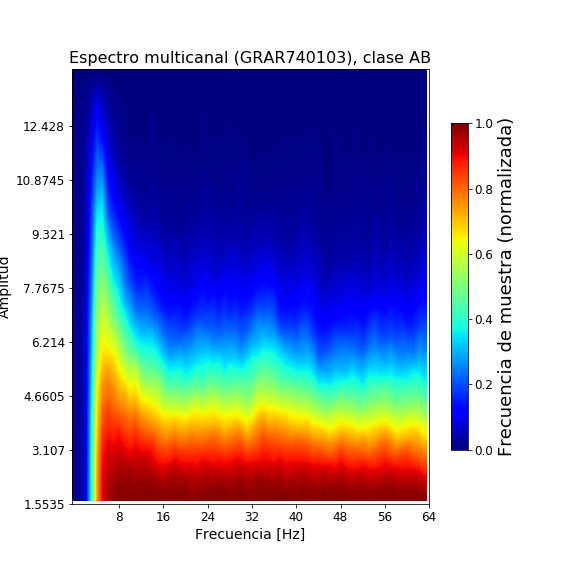 Espectro multicanal (GRAR740103), clase AB
12.428
10.8745
9.321
7.7675
6.214
4.6605
3.107
1.5535
Amplitud
8 16 24 32 40 48 56 64
Frecuencia [Hz]
1.0
0.8
0.6
0.4
0.2
0.0
Frecuencia de muestra (normalizada)